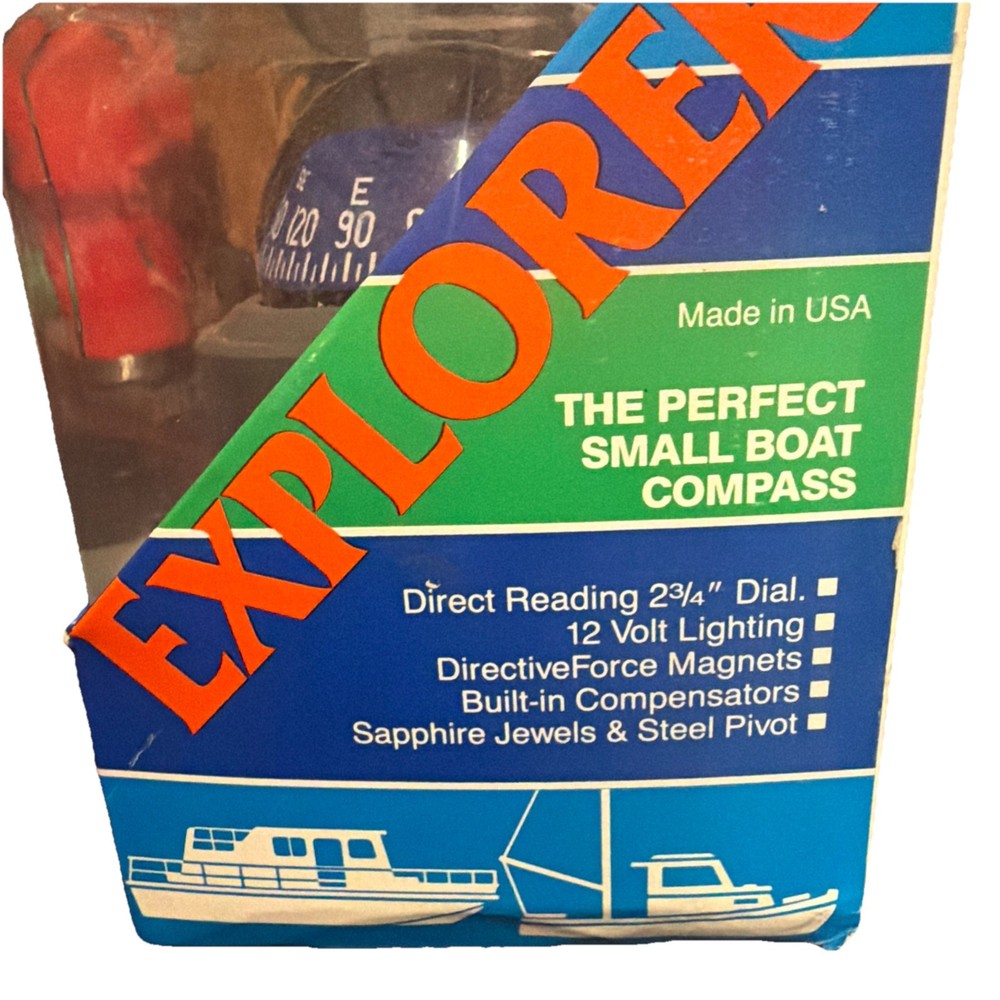 EXPLORER
E
120 90
Made in USA
THE PERFECT
SMALL BOAT
COMPASS
Direct Reading 2¾″ Dial. ■
12 Volt Lighting ■
DirectiveForce Magnets ■
Built-in Compensators ■
Sapphire Jewels & Steel Pivot ■